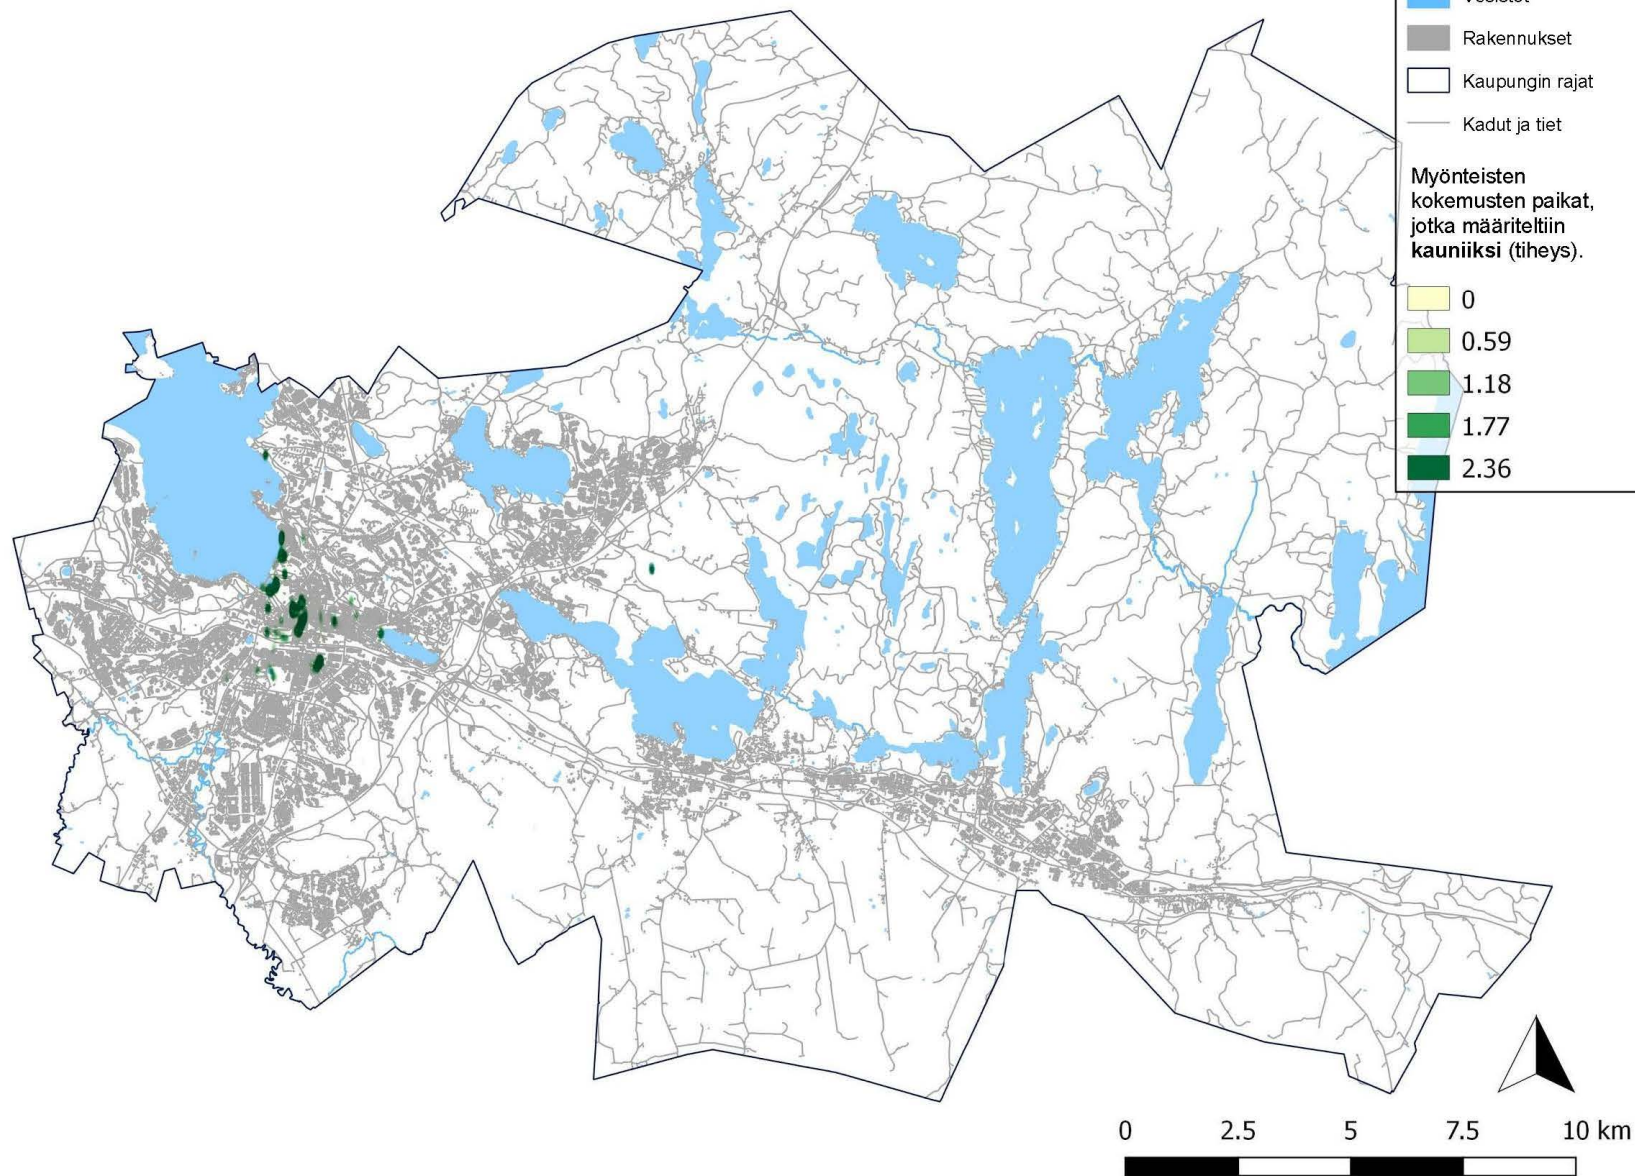 Rakennukset
Kaupungin rajat
Kadut ja tiet
Myönteisten
kokemusten paikat,
jotka määriteltiin
kauniiksi (tiheys).
0
0.59
1.18
1.77
2.36
0 2.5 5 7.5 10 km